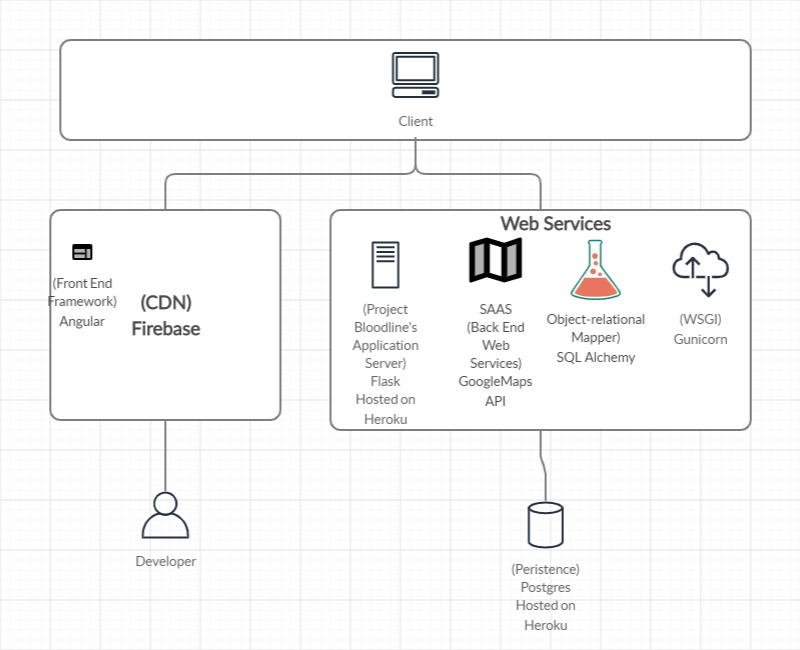 Client
(Front End
Framework)
Angular
(CDN)
Firebase
Web Services
(Project
Bloodline's
Application
Server)
Flask
Hosted on
Heroku
SAAS
(Back End
Web
Services)
GoogleMaps
API
Object-relational
Mapper)
SQL Alchemy
(WSGI)
Gunicorn
Developer
(Peristence)
Postgres
Hosted on
Heroku